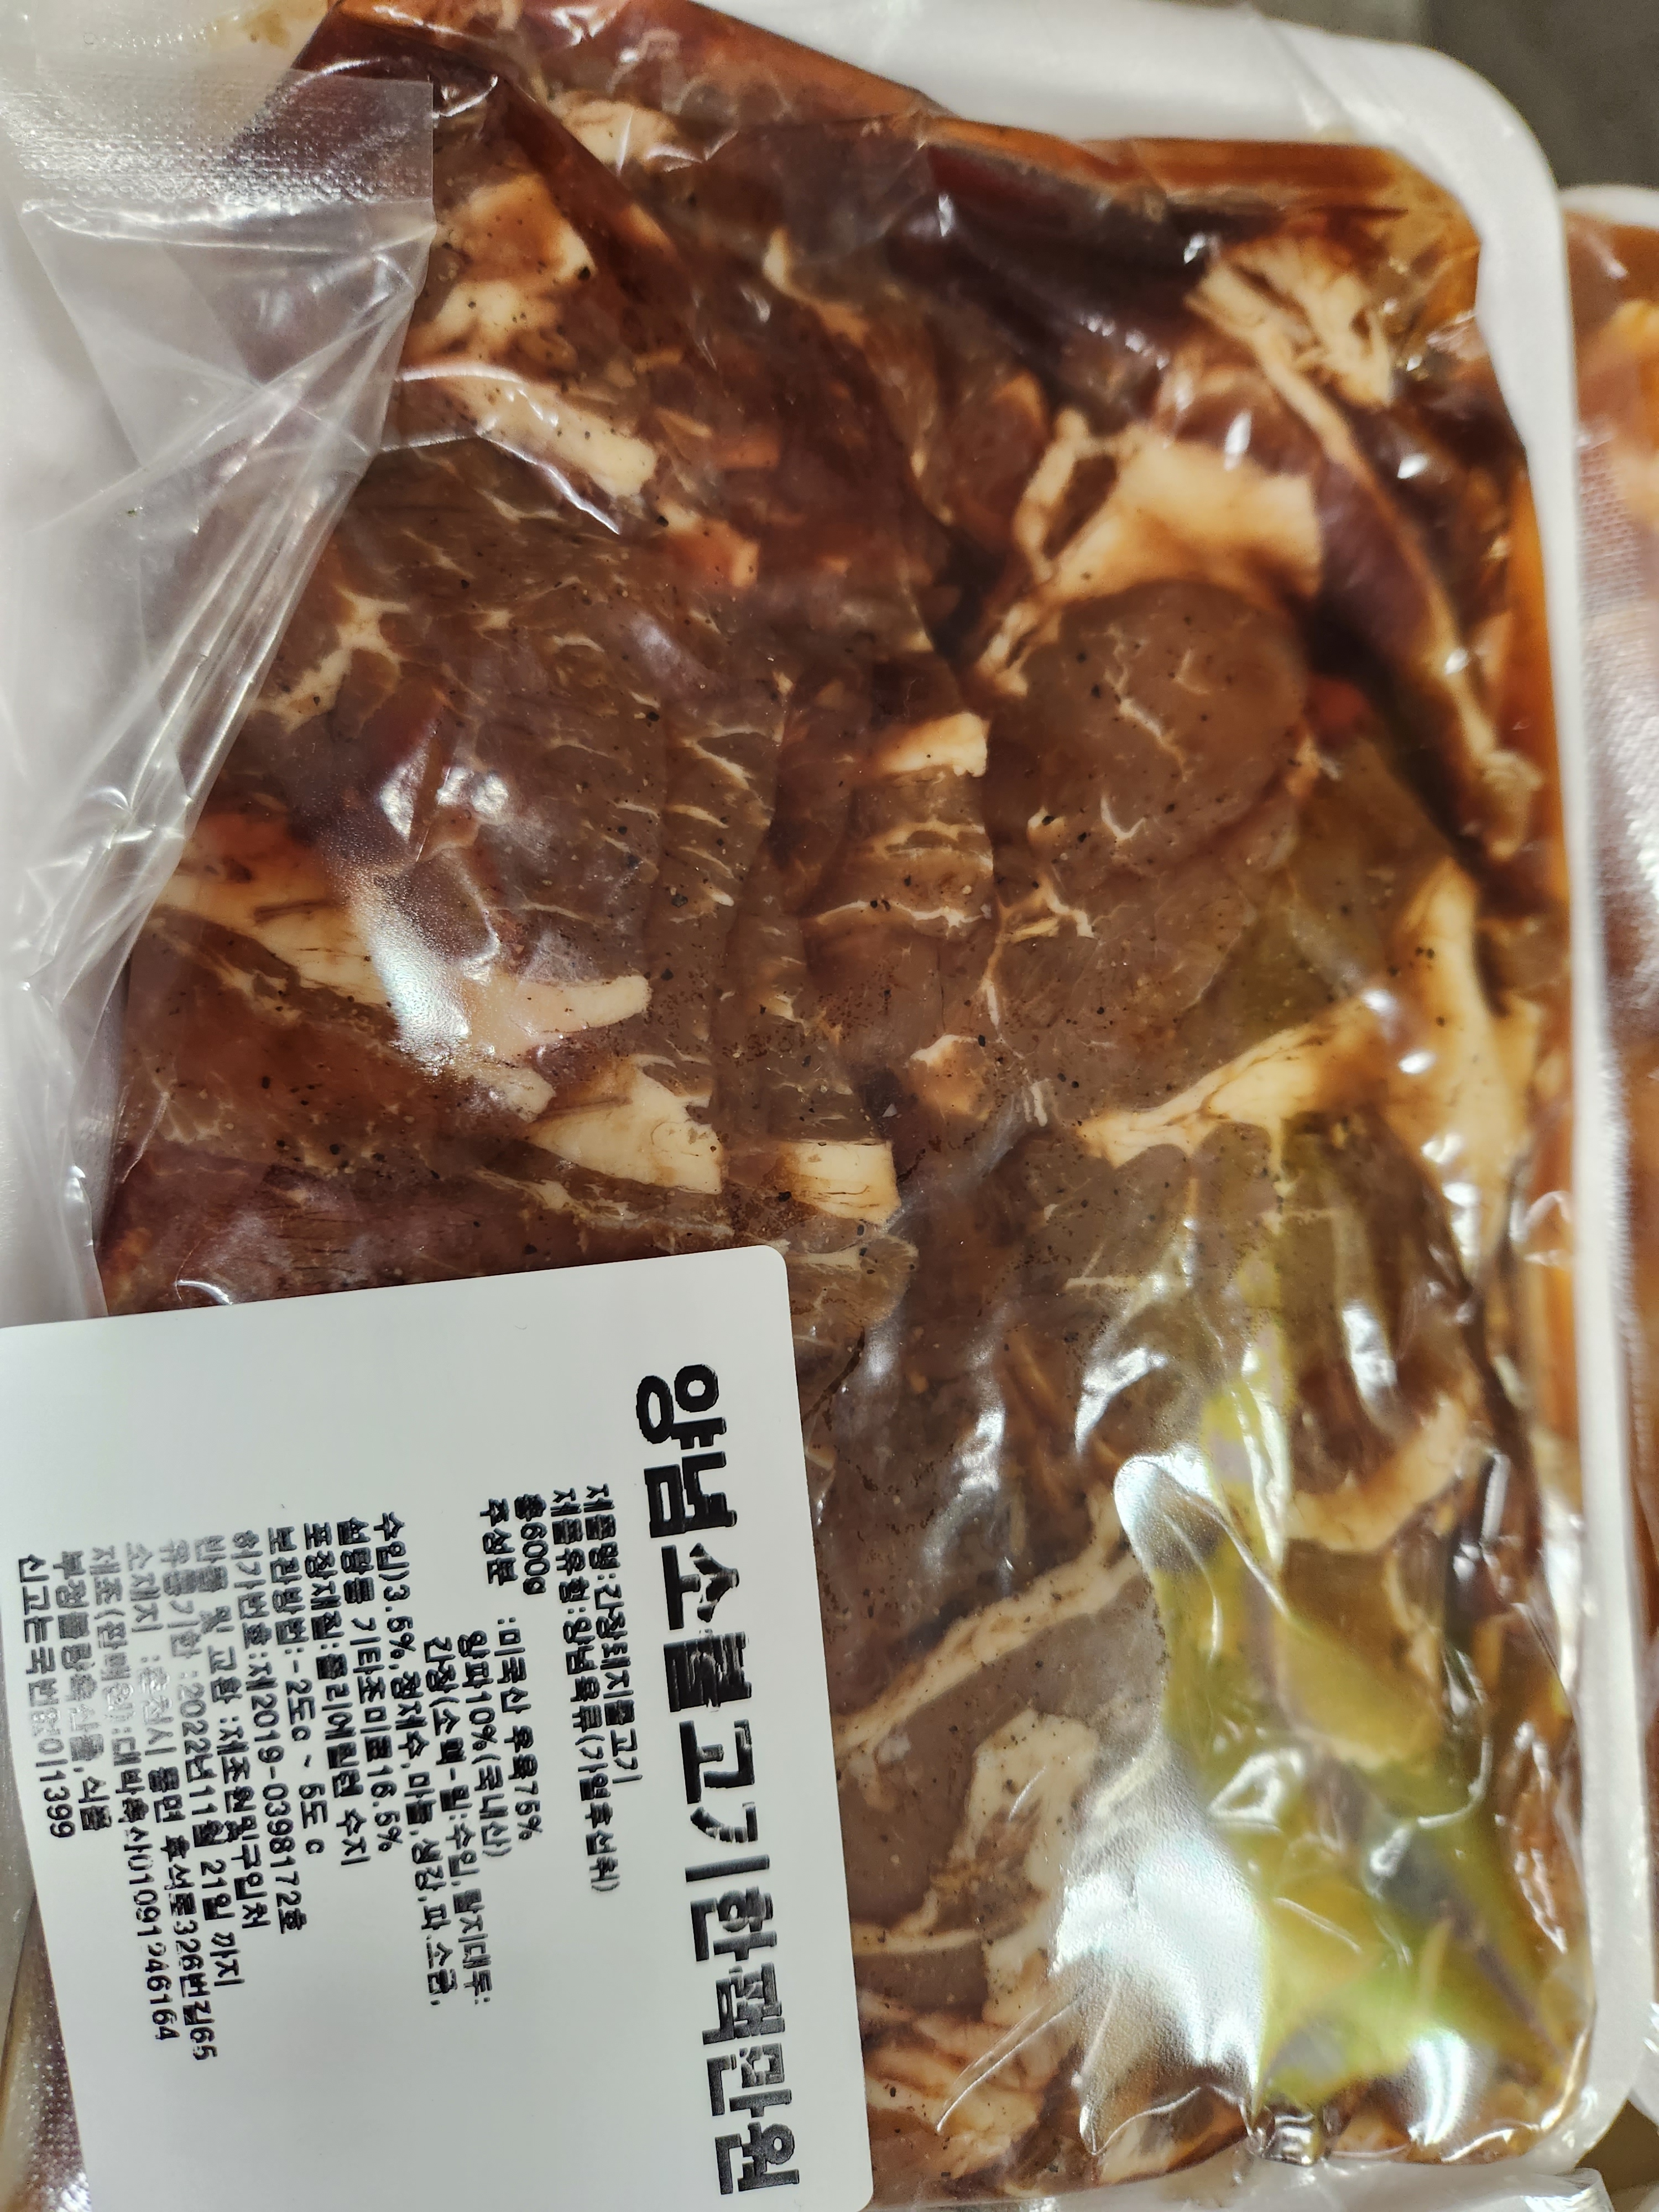 양념소불고기한팩만원
제품명:간장돼지불고기
제품유형:양념육류(가열후섭취)
총600g
주성분 :미국산 우육75%
양파10%(국내산)
간장(소맥-밀:수입,탈지대두:
수입)3.5%,정제수,마늘,생강,파,소금,
설탕등 기타조미료16.5%
포장재질:폴리에틸렌 수지
보관방법:-2도c ~ 5도 c
허가번호:제2019-0398172호
반품 및 교환 :제조원및구입처
유통기한 :2022년11월 21일 까지
소재지 :순천시 풀면 후석로326번길65
제조(판매원):대박축산01091946164
부정불량축산물,식품
신고는국번없이1399